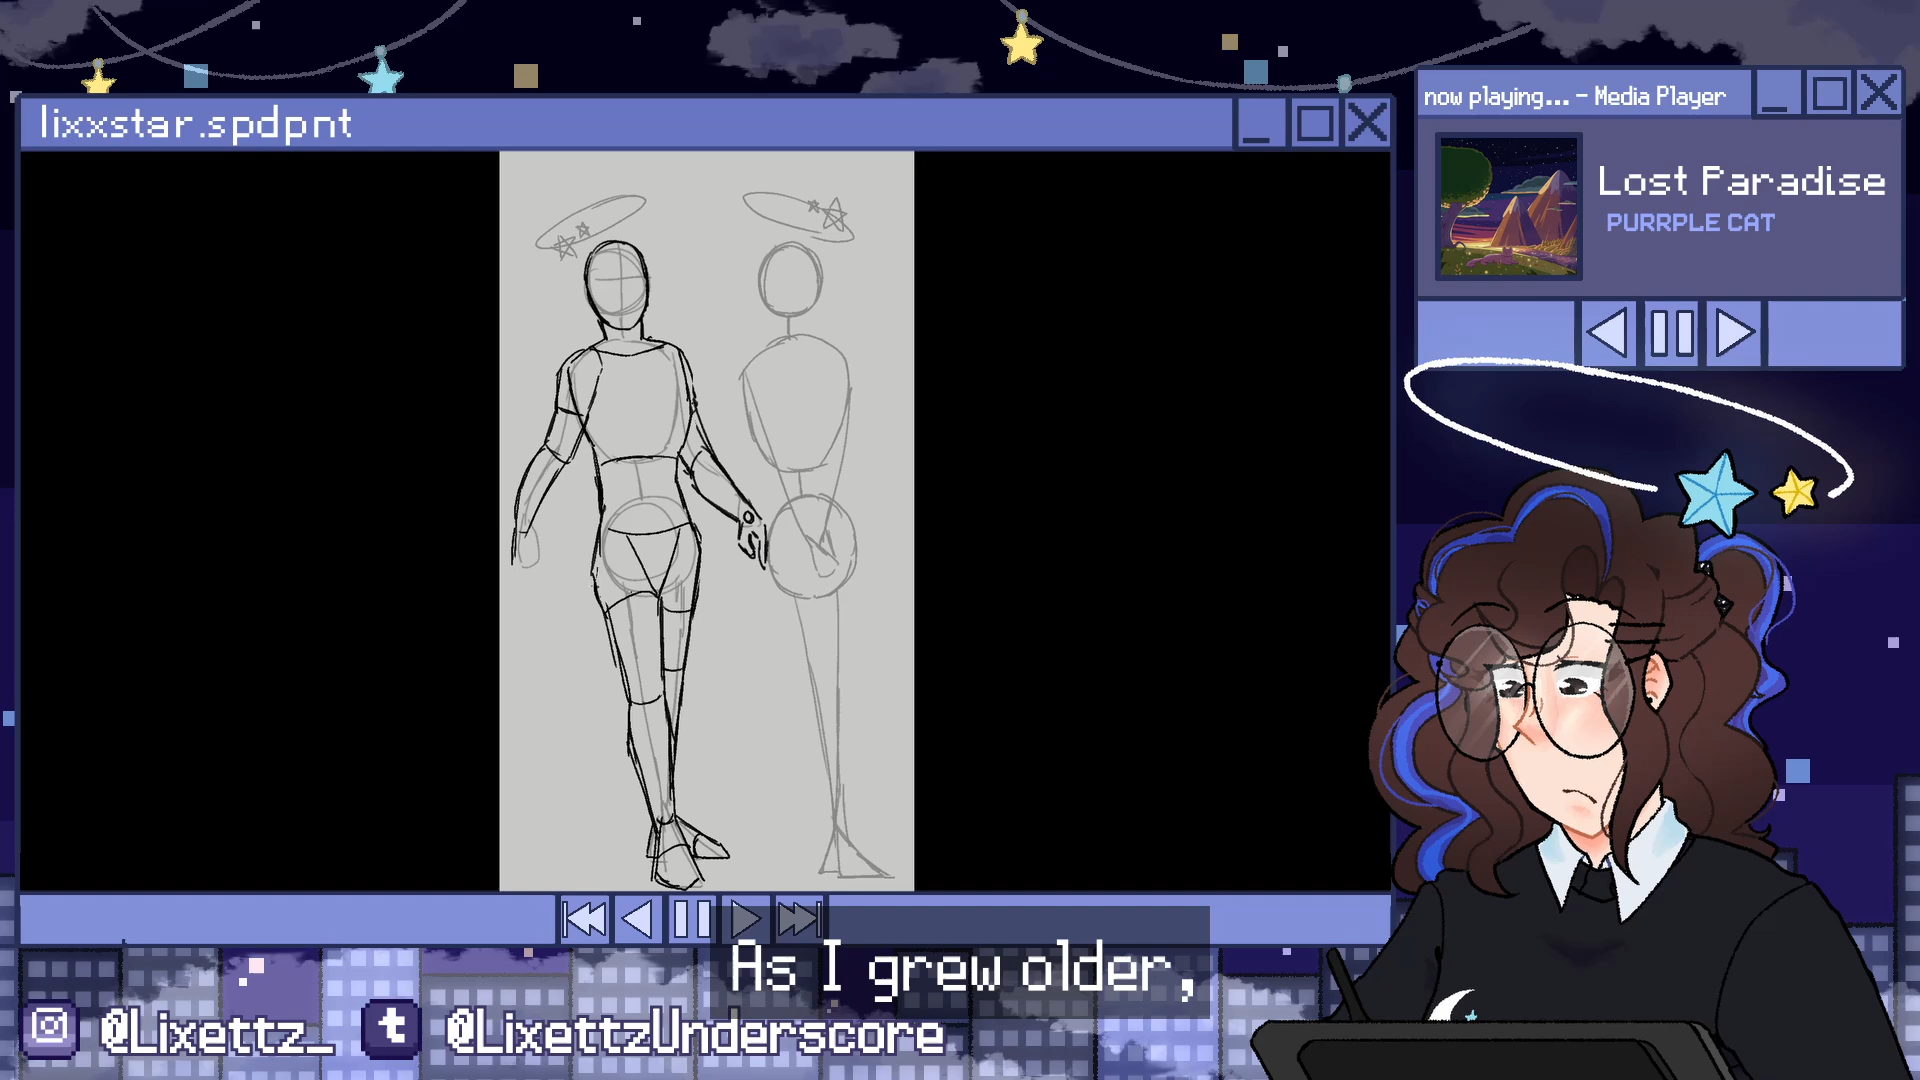 lixxstar.spdpnt
now playing... - Media Player
Lost Paradise
PURRPLE CAT
As I grew older,
@Lixettz_
t @LixettzUnderscore